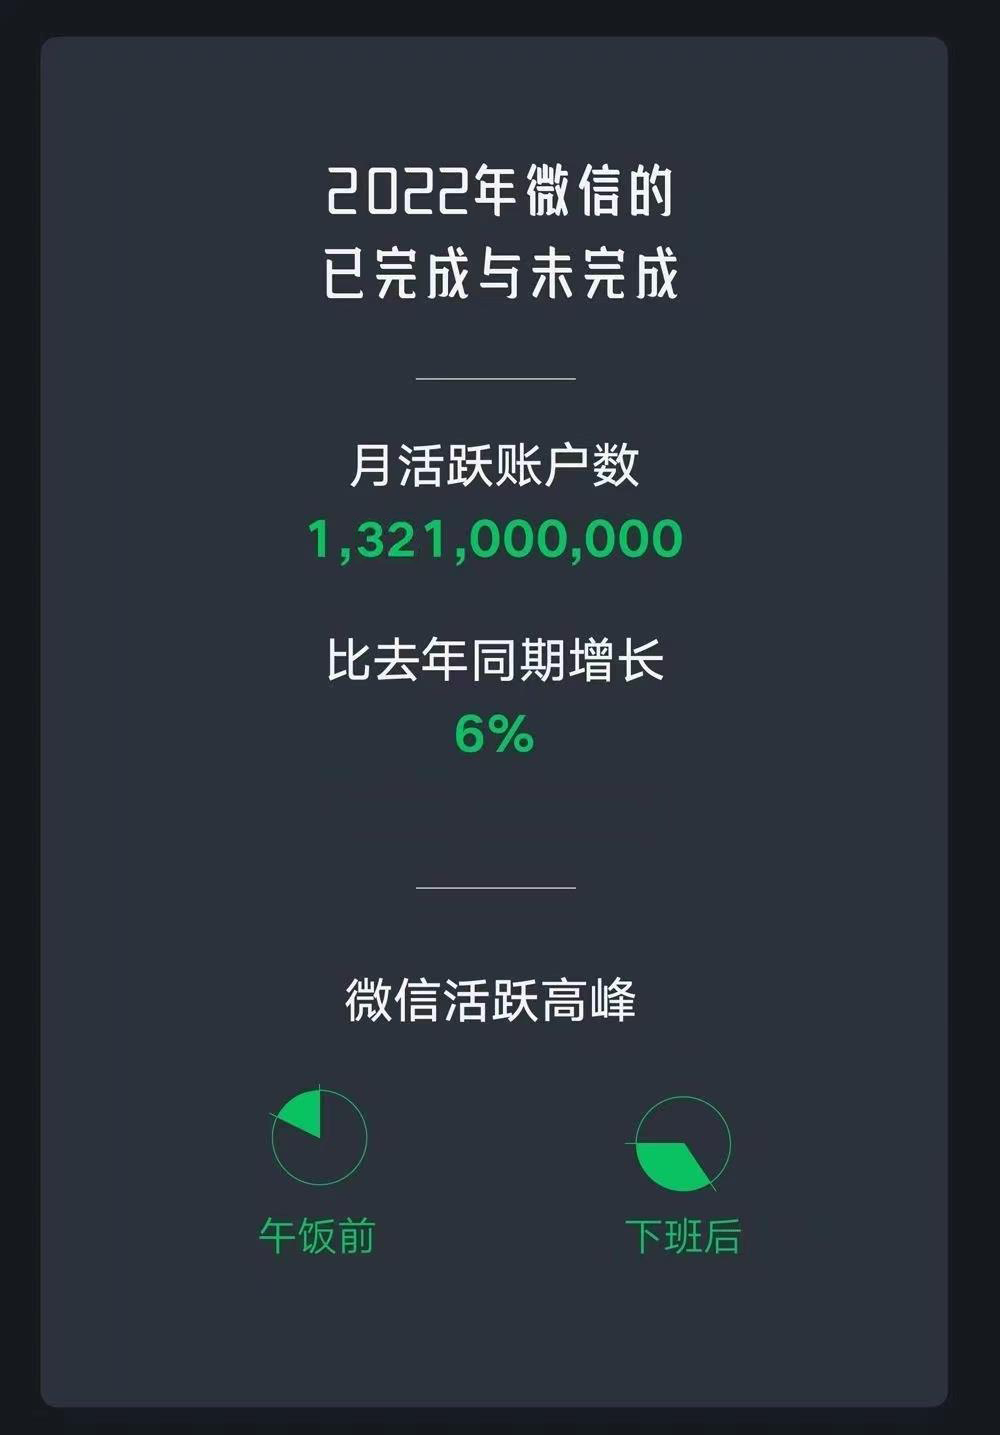 2022年微信的
已完成与未完成
月活跃账户数
1,321,000,000
比去年同期增长
6%
微信活跃高峰
午饭前
下班后